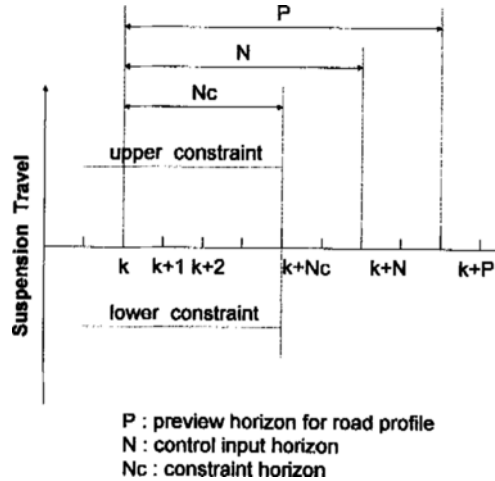 P
N
Nc
upper constraint
Suspension Travel
k k+1 k+2 k+Nc k+N k+P
lower constraint
P : preview horizon for road profile
N : control input horizon
Nc : constraint horizon